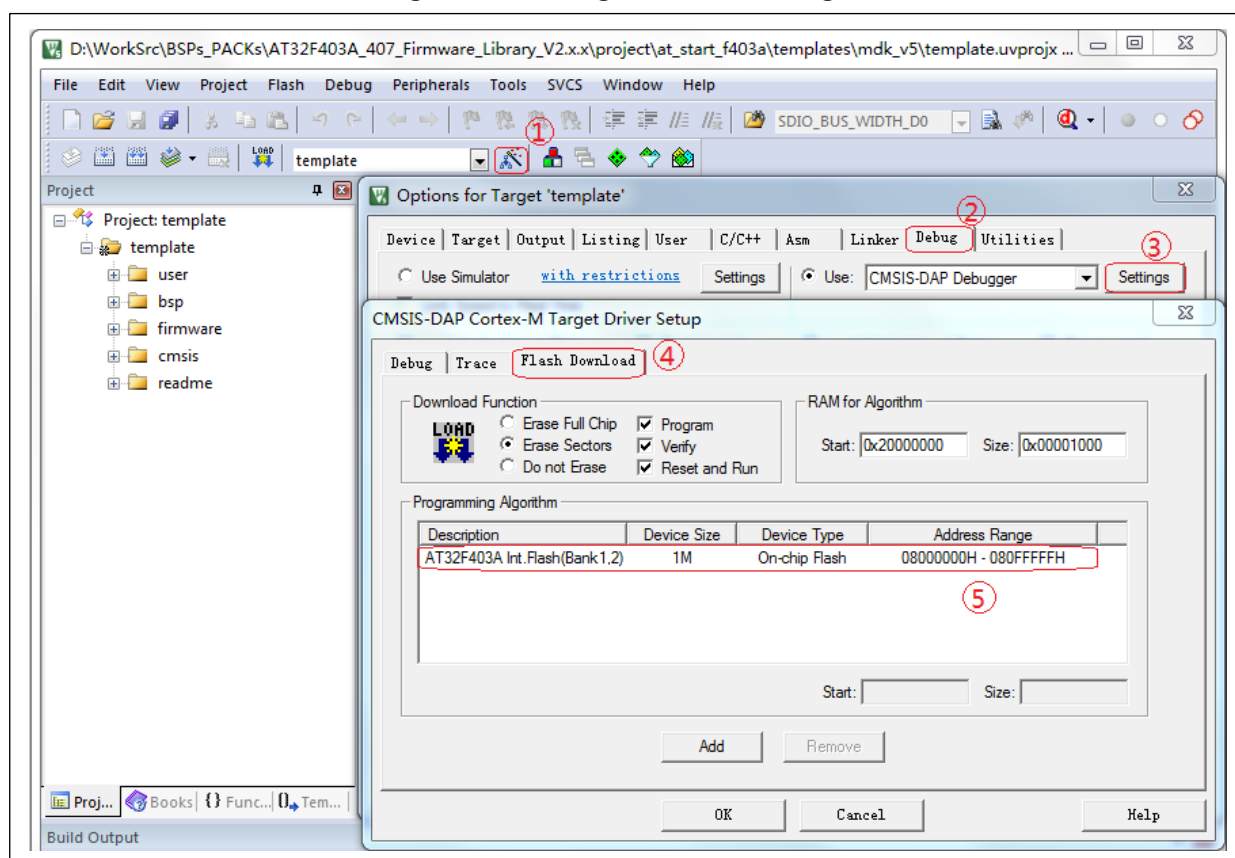 D:\WorkSrc\BSPs_PACKs\AT32F403A_407_Firmware_Library_V2.x.x\project\at_start_f403a\templates\mdk_v5\template.uvprojx ...
File Edit View Project Flash Debug Peripherals Tools SVCS Window Help
SDIO_BUS_WIDTH_D0
①
LOAD template
Project
Options for Target 'template'
Project: template
template
user
bsp
firmware
cmsis
readme
②
Device Target Output Listing User C/C++ Asm Linker Debug Utilities
③
Use Simulator with restrictions Settings Use: CMSIS-DAP Debugger Settings
CMSIS-DAP Cortex-M Target Driver Setup
Debug Trace Flash Download ④
Download Function
LOAD
Erase Full Chip Program
Erase Sectors Verify
Do not Erase Reset and Run
RAM for Algorithm
Start: 0x20000000 Size: 0x00001000
Programming Algorithm
Description Device Size Device Type Address Range
AT32F403A Int.Flash(Bank1,2) 1M On-chip Flash 08000000H - 080FFFFFH
⑤
Start: Size:
Add Remove
OK Cancel Help
Proj... Books {} Func... 0 Tem...
Build Output